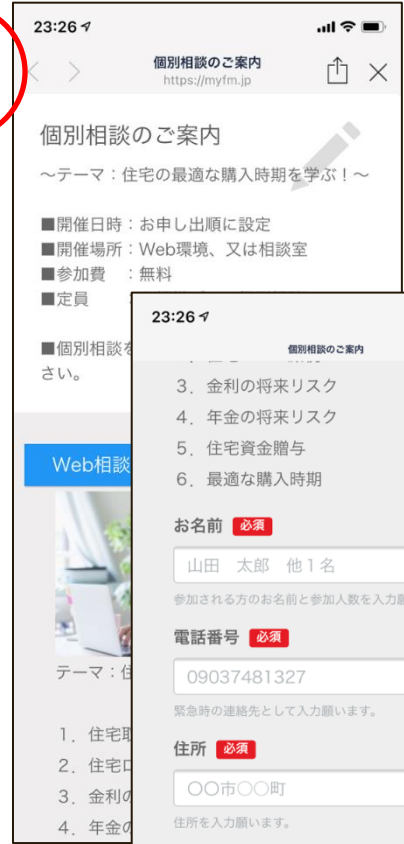 23:26
個別相談のご案内
https://myfm.jp
個別相談のご案内
～テーマ：住宅の最適な購入時期を学ぶ！～
■開催日時：お申し出順に設定
■開催場所：Web環境、又は相談室
■参加費　：無料
■定員
■個別相談を
さい。
Web相談
テーマ：住
1．住宅取
2．住宅ロ
3．金利の
4．年金の
23:26
個別相談のご案内
3．金利の将来リスク
4．年金の将来リスク
5．住宅資金贈与
6．最適な購入時期
お名前 必須
山田　太郎　他1名
参加される方のお名前と参加人数を入力
電話番号 必須
09037481327
緊急時の連絡先として入力願います。
住所 必須
〇〇市〇〇町
住所を入力願います。